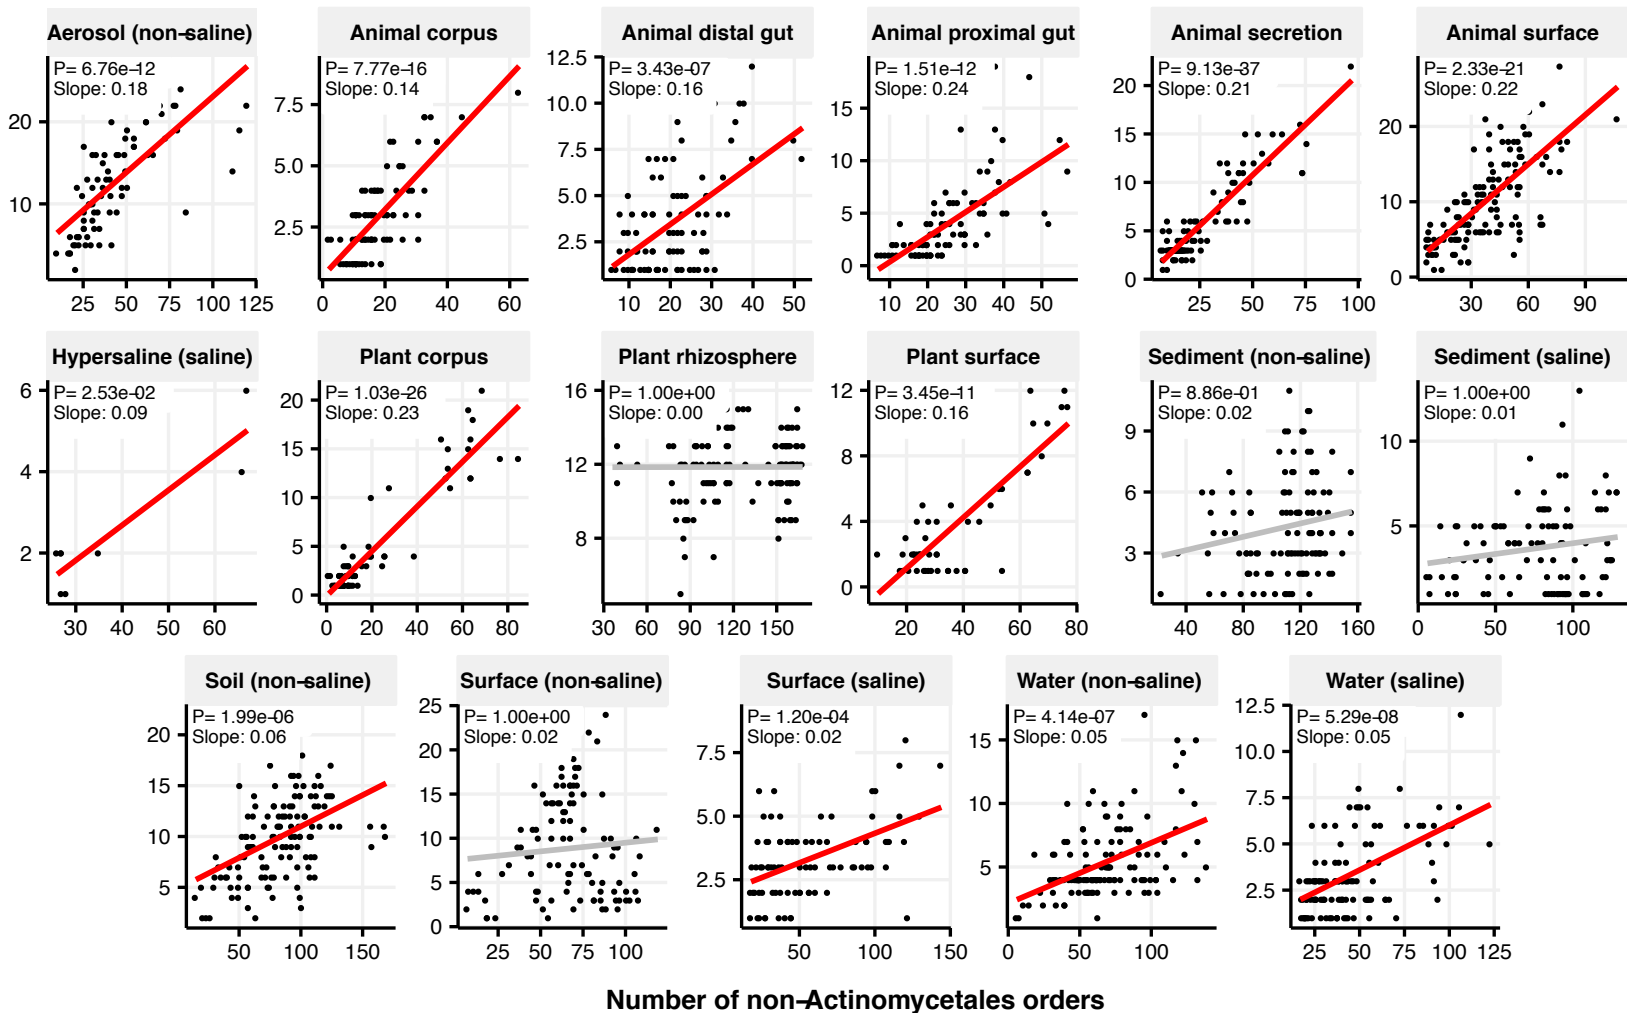 Aerosol (non-saline) Animal corpus Animal distal gut Animal proximal gut Animal secretion Animal surface
P= 6.76e-12
Slope: 0.18
10
20
25 50 75 100 125
P= 7.77e-16
Slope: 0.14
7.5
5.0
2.5
0 20 40 60
12.5
P= 3.43e-07
Slope: 0.16
10.0
7.5
5.0
2.5
10 20 30 40 50
P= 1.51e-12
Slope: 0.24
15
10
5
0
10 20 30 40 50
P= 9.13e-37
Slope: 0.21
20
15
10
5
0
0 25 50 75 100
P= 2.33e-21
Slope: 0.22
20
10
0
30 60 90
Hypersaline (saline) Plant corpus Plant rhizosphere Plant surface Sediment (non-saline) Sediment (saline)
P= 2.53e-02
Slope: 0.09
6
4
2
30 40 50 60
P= 1.03e-26
Slope: 0.23
20
15
10
5
0
0 20 40 60 80
P= 1.00e+00
Slope: 0.00
16
14
12
8
30 60 90 120 150
P= 3.45e-11
Slope: 0.16
12
8
4
0
20 40 60 80
P= 8.86e-01
Slope: 0.02
9
6
3
40 80 120 160
P= 1.00e+00
Slope: 0.01
10
5
0 50 100
Soil (non-saline) Surface (non-saline) Surface (saline) Water (non-saline) Water (saline)
P= 1.99e-06
Slope: 0.06
20
15
10
5
50 100 150
25
P= 1.00e+00
Slope: 0.02
20
15
10
5
0
25 50 75 100
P= 1.20e-04
Slope: 0.02
7.5
5.0
2.5
50 100 150
P= 4.14e-07
Slope: 0.05
15
10
5
0
0 50 100
12.5
P= 5.29e-08
Slope: 0.05
10.0
7.5
5.0
2.5
25 50 75 100 125
Number of non-Actinomycetales orders